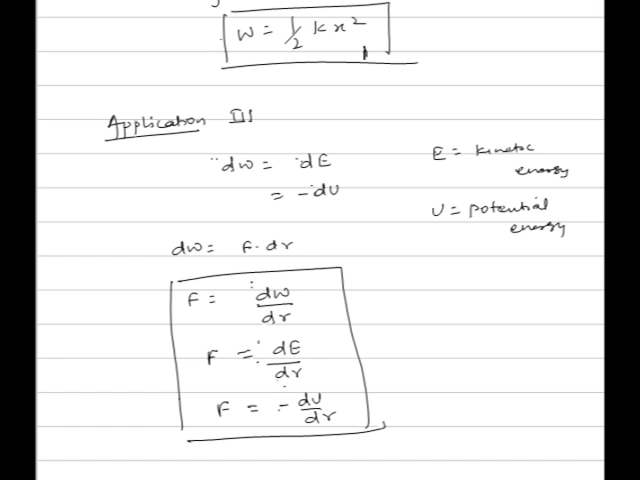 W = 1/2 k x²
Application III
dw = dE
= -dU
E = kinetic energy
U = potential energy
dw = F. dr
F = dW/dr
F = dE/dr
F = - dU/dr